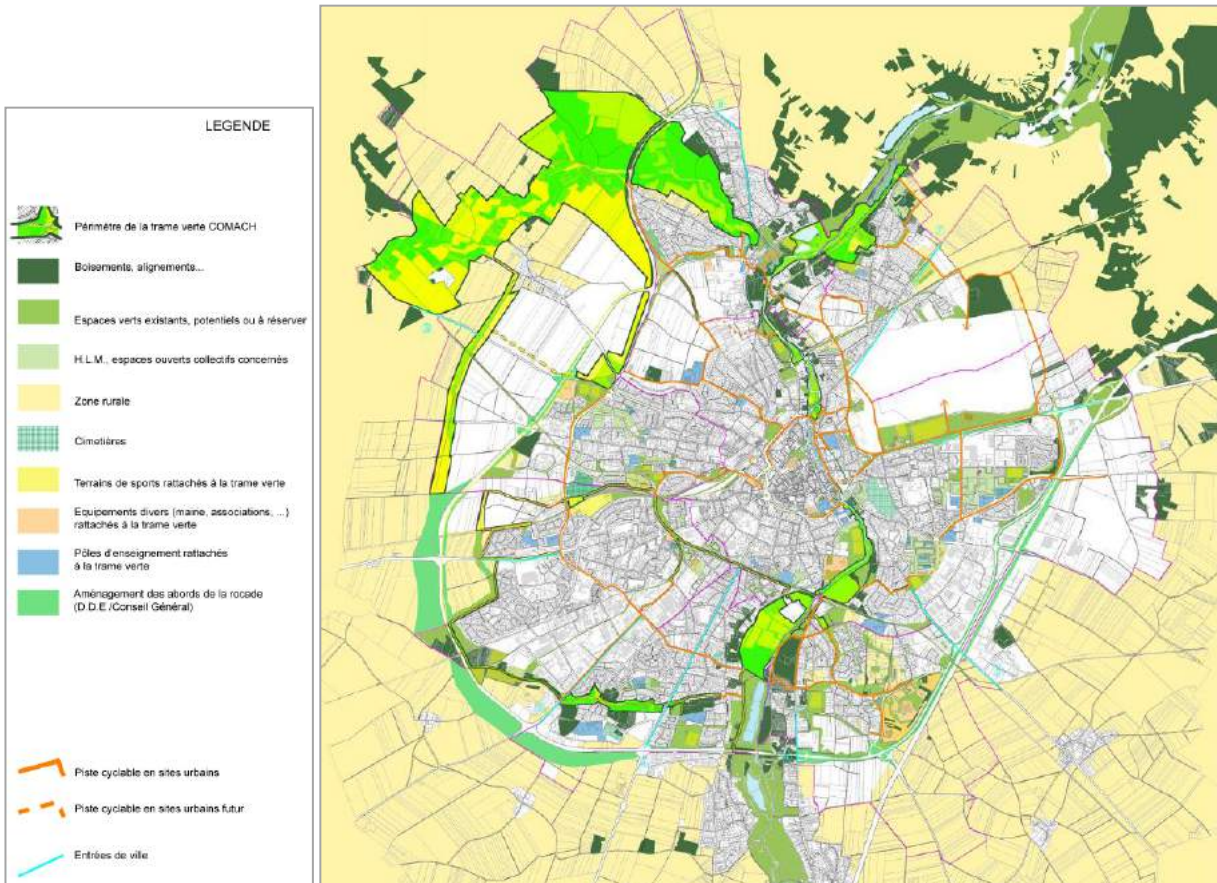 LEGENDE
Périmètre de la trame verte COMACH
Boisements, alignements...
Espaces verts existants, potentiels ou à réserver
H.L.M., espaces ouverts collectifs concernés
Zone rurale
Cimetières
Terrains de sports rattachés à la trame verte
Equipements divers (mairie, associations, ...)
rattachés à la trame verte
Pôles d'enseignement rattachés
à la trame verte
Aménagement des abords de la rocade
(D.D.E /Conseil Général)
Piste cyclable en sites urbains
Piste cyclable en sites urbains futur
Entrées de ville